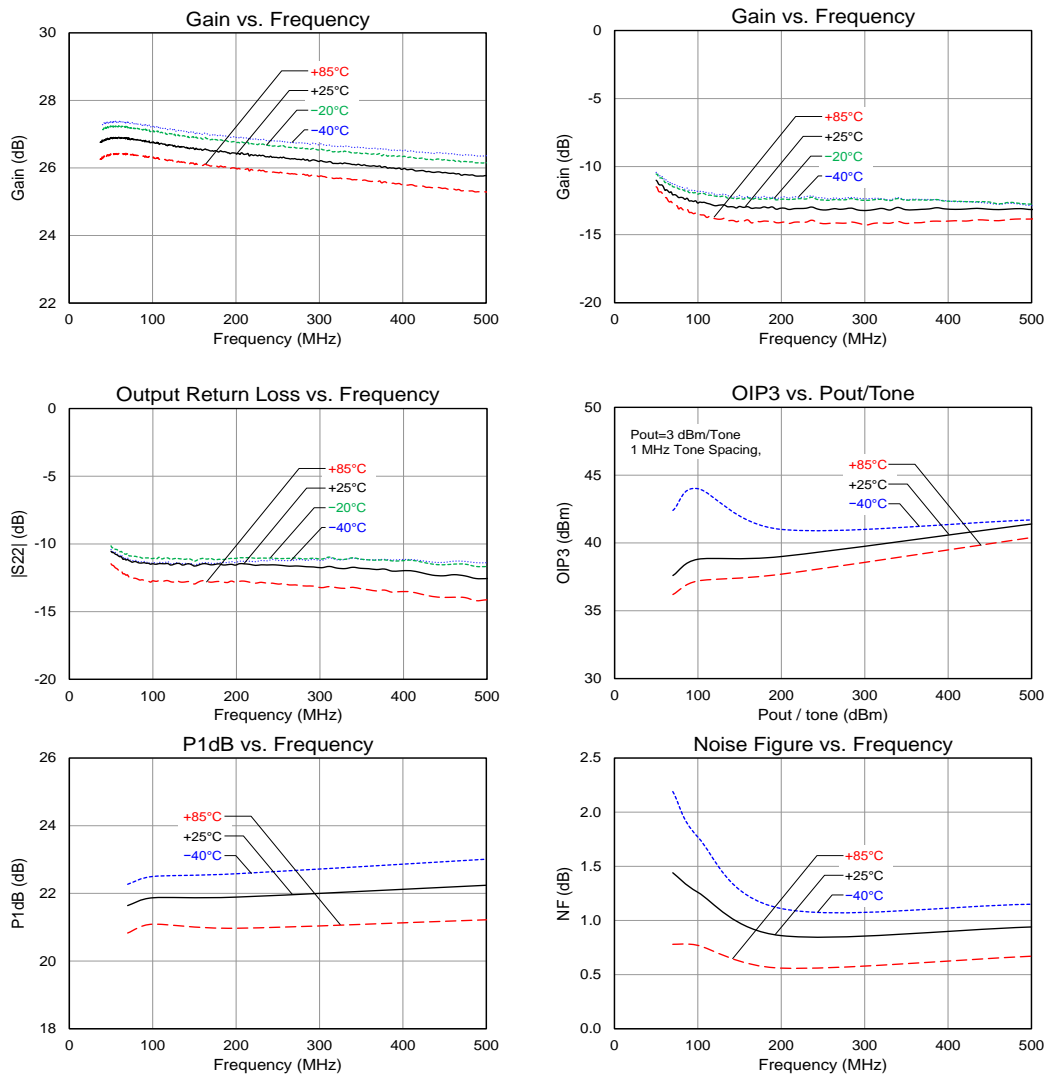 Gain vs. Frequency
30
28
26
24
22
Gain (dB)
+85°C
+25°C
−20°C
−40°C
0
100
200
300
400
500
Frequency (MHz)
Gain vs. Frequency
0
-5
-10
-15
-20
Gain (dB)
+85°C
+25°C
−20°C
−40°C
0
100
200
300
400
500
Frequency (MHz)
Output Return Loss vs. Frequency
0
-5
-10
-15
-20
|S22| (dB)
+85°C
+25°C
−20°C
−40°C
0
100
200
300
400
500
Frequency (MHz)
OIP3 vs. Pout/Tone
50
45
40
35
30
OIP3 (dBm)
Pout=3 dBm/Tone
1 MHz Tone Spacing,
+85°C
+25°C
−40°C
0
100
200
300
400
500
Pout / tone (dBm)
P1dB vs. Frequency
26
24
22
20
18
P1dB (dB)
+85°C
+25°C
−40°C
0
100
200
300
400
500
Frequency (MHz)
Noise Figure vs. Frequency
2.5
2.0
1.5
1.0
0.5
0.0
NF (dB)
+85°C
+25°C
−40°C
0
100
200
300
400
500
Frequency (MHz)